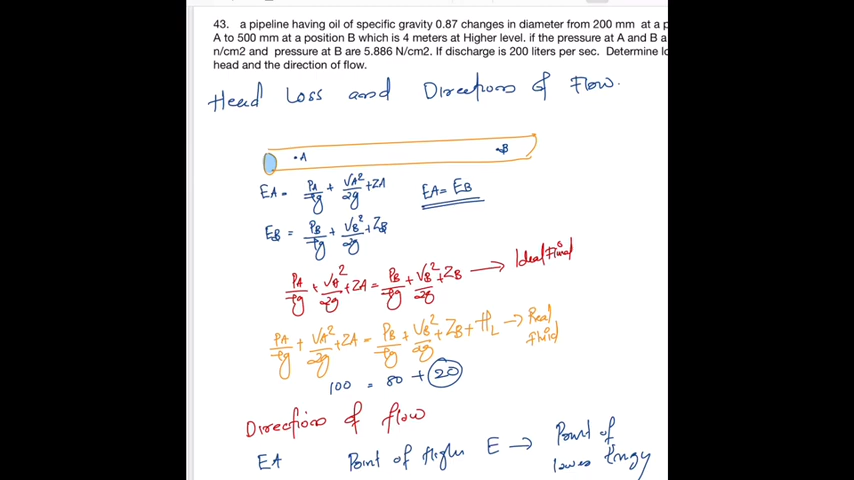 43. a pipeline having oil of specific gravity 0.87 changes in diameter from 200 mm at a p
A to 500 mm at a position B which is 4 meters at Higher level. if the pressure at A and B a
n/cm2 and pressure at B are 5.886 N/cm2. If discharge is 200 liters per sec. Determine lo
head and the direction of flow.
Head Loss and Directions of Flow.
.A .B
EA = PA/ρg + VA²/2g + ZA EA = EB
EB = PB/ρg + VB²/2g + ZB
PA/ρg + VA²/2g + ZA = PB/ρg + VB²/2g + ZB → Ideal Fluid
PA/ρg + VA²/2g + ZA = PB/ρg + VB²/2g + ZB + HL → Real fluid
100 = 80 + 20
Directions of flow
EA Point of Higher E → Point of
lower Engy